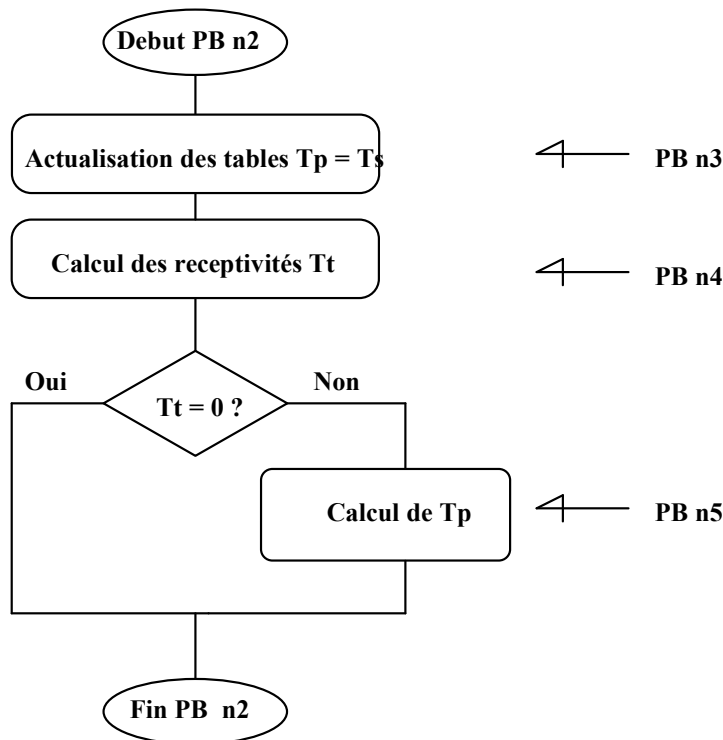 Debut PB n2
Actualisation des tables Tp = Ts
PB n3
Calcul des receptivités Tt
PB n4
Oui
Non
Tt = 0 ?
Calcul de Tp
PB n5
Fin PB n2